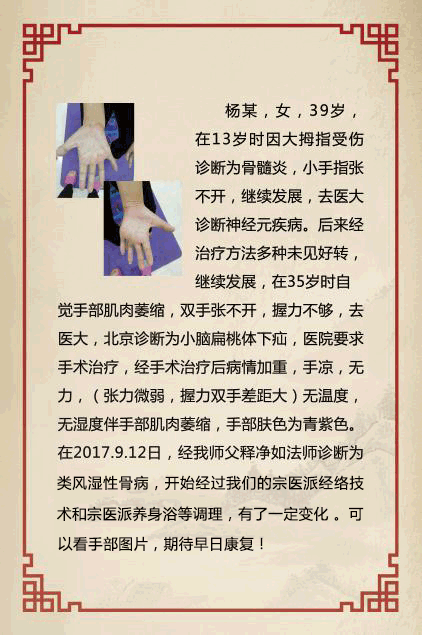 杨某，女，39岁，
在13岁时因大拇指受伤
诊断为骨髓炎，小手指张
不开，继续发展，去医大
诊断神经元疾病。后来经
治疗方法多种未见好转，
继续发展，在35岁时自
觉手部肌肉萎缩，双手张不开，握力不够，去
医大，北京诊断为小脑扁桃体下疝，医院要求
手术治疗，经手术治疗后病情加重，手凉，无
力，（张力微弱，握力双手差距大）无温度，
无湿度伴手部肌肉萎缩，手部肤色为青紫色。
在2017.9.12日，经我师父释净如法师诊断为
类风湿性骨病，开始经过我们的宗医派经络技
术和宗医派养身浴等调理，有了一定变化 。可
以看手部图片，期待早日康复！